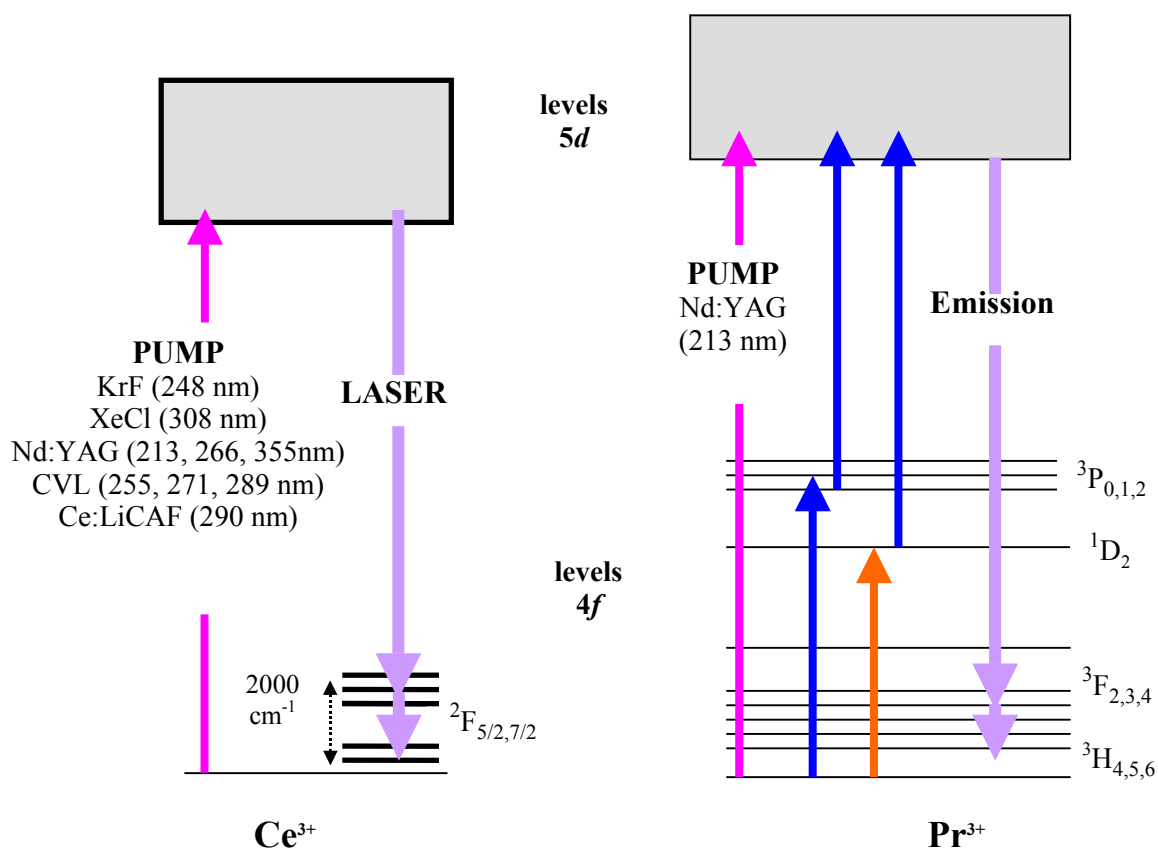 levels
5d
PUMP
KrF (248 nm)
XeCl (308 nm)
Nd:YAG (213, 266, 355nm)
CVL (255, 271, 289 nm)
Ce:LiCAF (290 nm)
LASER
2000
cm⁻¹
²F₅/₂,₇/₂
Ce³⁺
levels
4f
PUMP
Nd:YAG
(213 nm)
Emission
³P₀,₁,₂
¹D₂
³F₂,₃,₄
³H₄,₅,₆
Pr³⁺